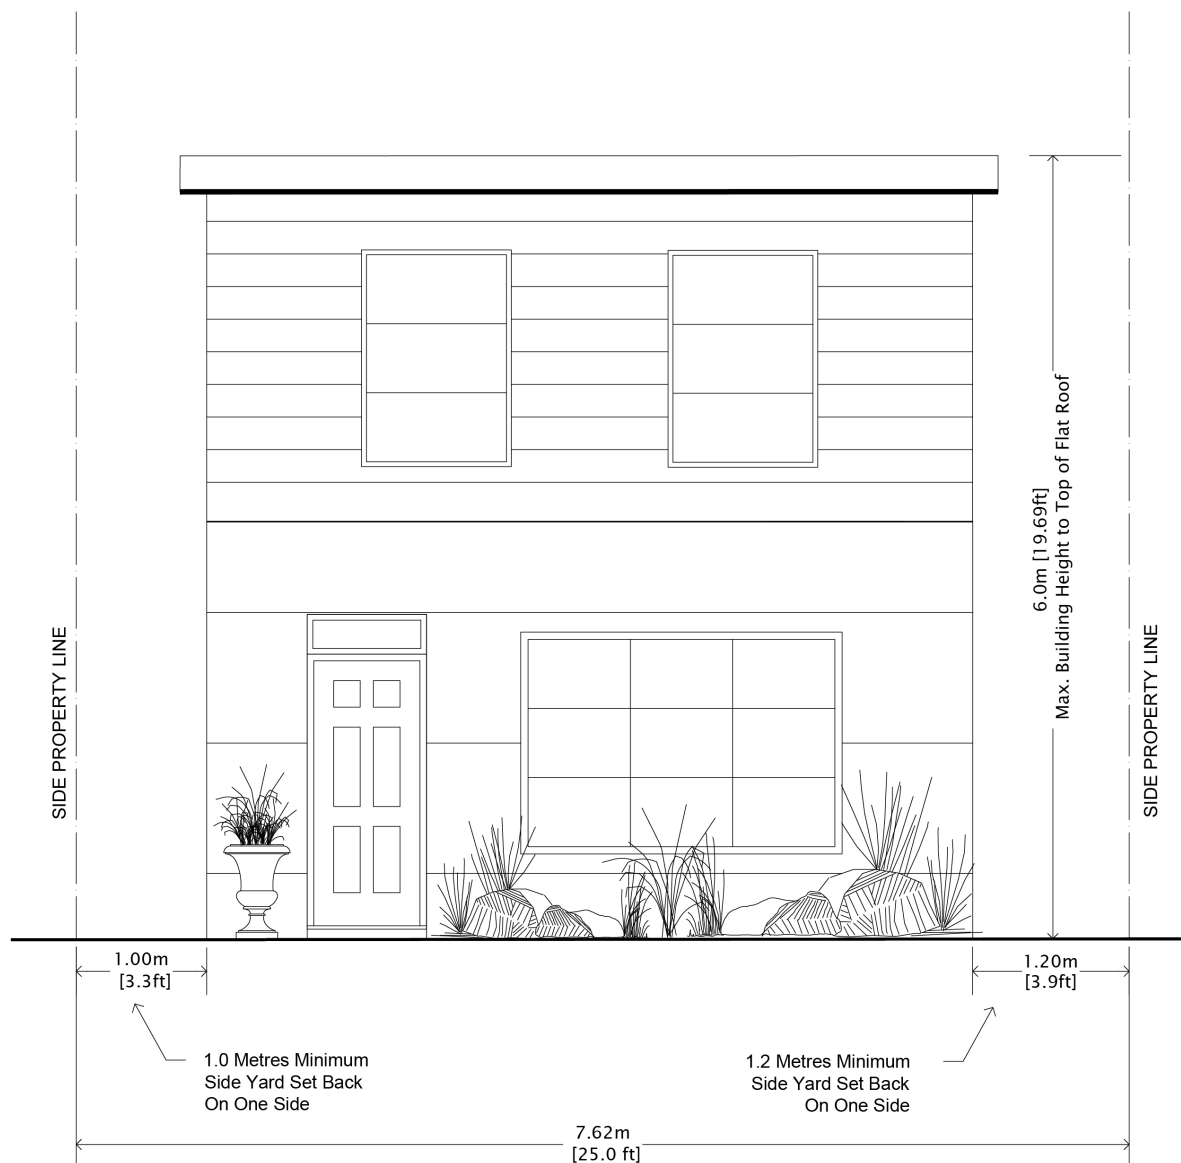 SIDE PROPERTY LINE
6.0m [19.69ft]
Max. Building Height to Top of Flat Roof
SIDE PROPERTY LINE
1.00m
[3.3ft]
1.20m
[3.9ft]
1.0 Metres Minimum
Side Yard Set Back
On One Side
1.2 Metres Minimum
Side Yard Set Back
On One Side
7.62m
[25.0 ft]